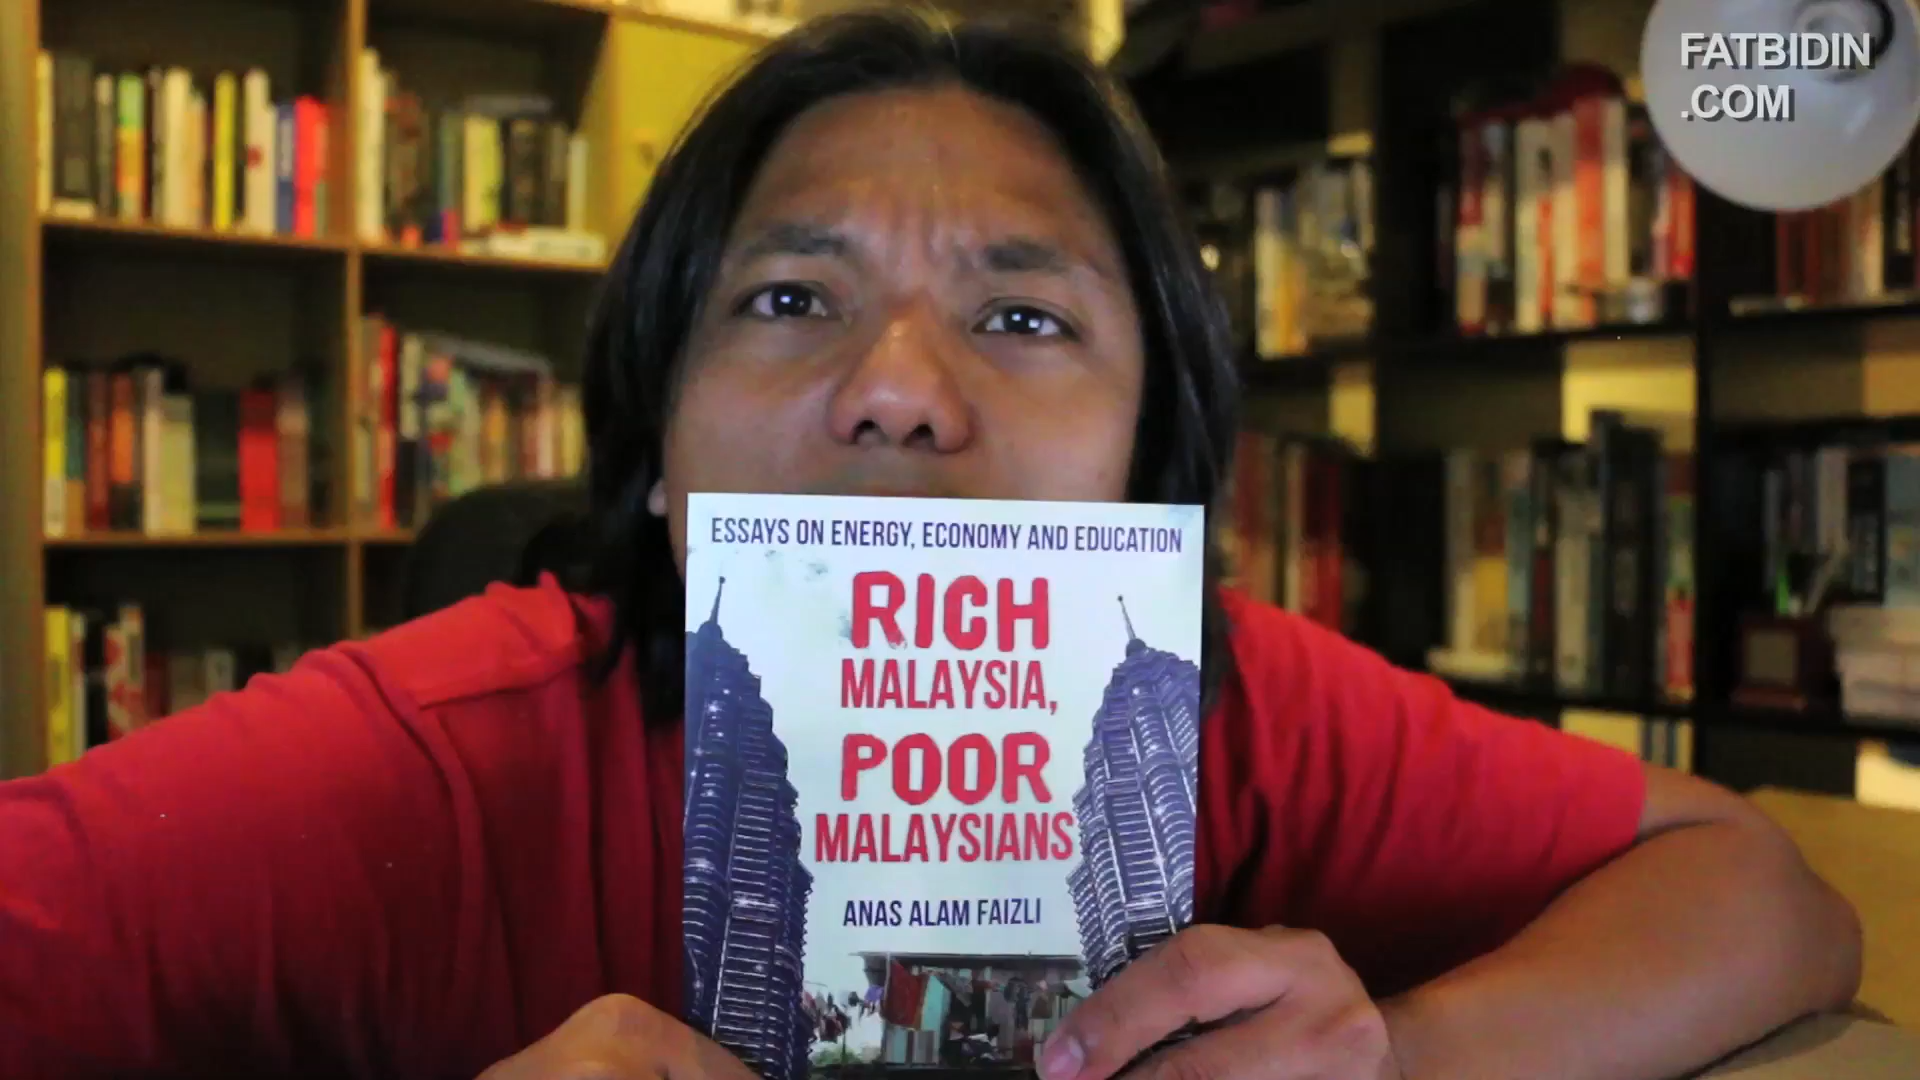 FATBIDIN
.COM
ESSAYS ON ENERGY, ECONOMY AND EDUCATION
RICH
MALAYSIA,
POOR
MALAYSIANS
ANAS ALAM FAIZLI